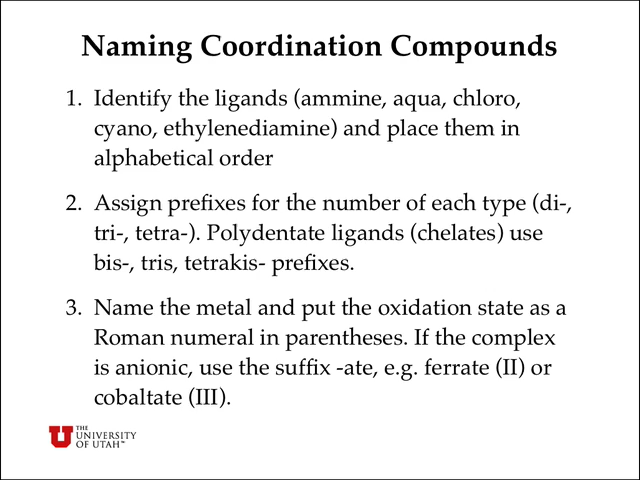 Naming Coordination Compounds
1. Identify the ligands (ammine, aqua, chloro,
cyano, ethylenediamine) and place them in
alphabetical order
2. Assign prefixes for the number of each type (di-,
tri-, tetra-). Polydentate ligands (chelates) use
bis-, tris, tetrakis- prefixes.
3. Name the metal and put the oxidation state as a
Roman numeral in parentheses. If the complex
is anionic, use the suffix -ate, e.g. ferrate (II) or
cobaltate (III).
U THE
UNIVERSITY
OF UTAH™